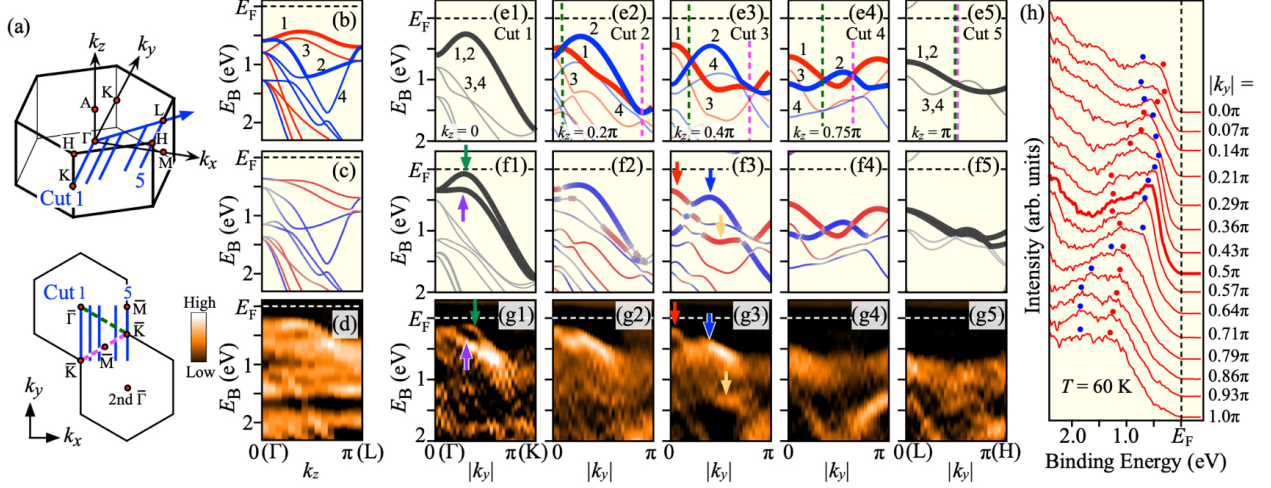 (a)
k_z
k_y
K
A
L
Γ
H̅
H
M
k_x
K
Cut 1
5
Cut 1
5
M̅
Γ̅
K̅
M̅
K̅
2nd Γ̅
k_y
k_x
High
Low
E_F
(b)
1
3
2
4
1
2
E_B (eV)
E_F
(c)
1
2
E_B (eV)
E_F
(d)
1
2
E_B (eV)
0(Γ) π(L)
k_z
E_F
(e1)
Cut 1
1,2
3,4
k_z = 0
1
2
E_B (eV)
(e2)
2
Cut 2
1
3
4
k_z = 0.2π
(e3)
1 2
Cut 3
3
4
k_z = 0.4π
(e4)
Cut 4
1
2
3
4
k_z = 0.75π
(e5)
Cut 5
1,2
3,4
k_z = π
E_F
(f1)
1
2
E_B (eV)
(f2)
(f3)
(f4)
(f5)
E_F
(g1)
1
2
E_B (eV)
(g2)
(g3)
(g4)
(g5)
0(Γ) π(K)
|k_y|
0 π
|k_y|
0 π
|k_y|
0 π
|k_y|
0(L) π(H)
|k_y|
(h)
|k_y| =
0.0π
0.07π
0.14π
0.21π
0.29π
0.36π
0.43π
0.5π
0.57π
0.64π
0.71π
0.79π
0.86π
0.93π
1.0π
T = 60 K
Intensity (arb. units)
2.0 1.0 E_F
Binding Energy (eV)